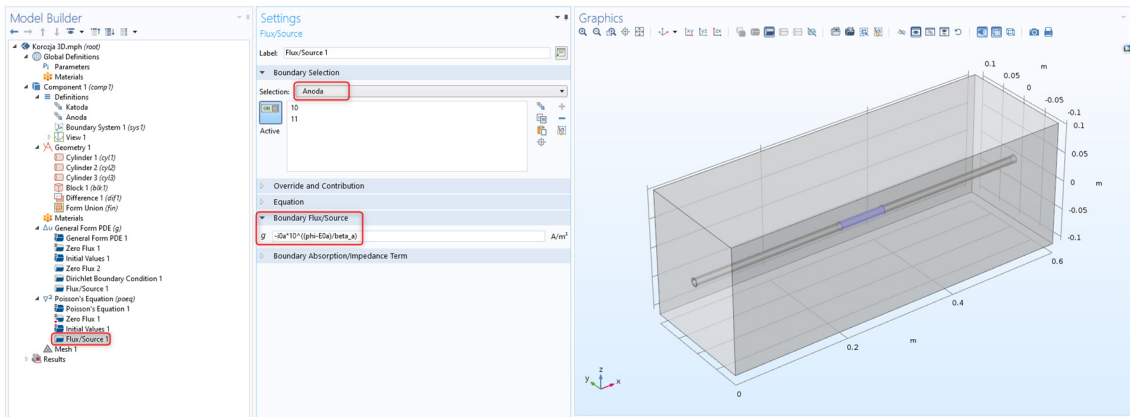 Model Builder
Korozja 3D.mph (root)
Global Definitions
Pi Parameters
Materials
Component 1 (comp1)
Definitions
Katoda
Anoda
Boundary System 1 (sys1)
View 1
Geometry 1
Cylinder 1 (cyl1)
Cylinder 2 (cyl2)
Cylinder 3 (cyl3)
Block 1 (blk1)
Difference 1 (dif1)
Form Union (fin)
Materials
Δu General Form PDE (g)
General Form PDE 1
Zero Flux 1
Initial Values 1
Zero Flux 2
Dirichlet Boundary Condition 1
Flux/Source 1
∇² Poisson's Equation (poeq)
Poisson's Equation 1
Zero Flux 1
Initial Values 1
Flux/Source 1
Mesh 1
Results
Settings
Flux/Source
Label: Flux/Source 1
Boundary Selection
Selection: Anoda
10
11
Active
Override and Contribution
Equation
Boundary Flux/Source
g -i0a*10^((phi-E0a)/beta_a) A/m²
Boundary Absorption/Impedance Term
Graphics
0.1 m
0.05
0
-0.05
-0.1
0.1
0.05
0 m
-0.05
-0.1
0.6
0.4
m
0.2
0
z
y x